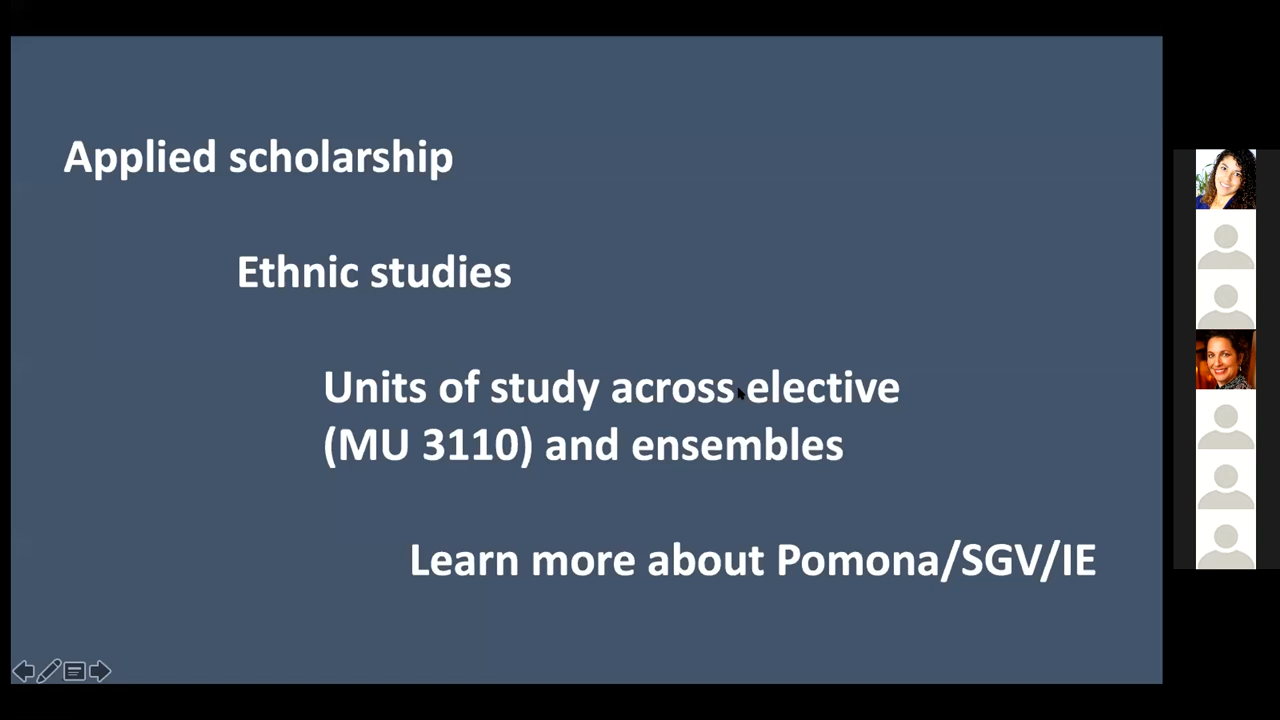 Applied scholarship
Ethnic studies
Units of study across elective
(MU 3110) and ensembles
Learn more about Pomona/SGV/IE